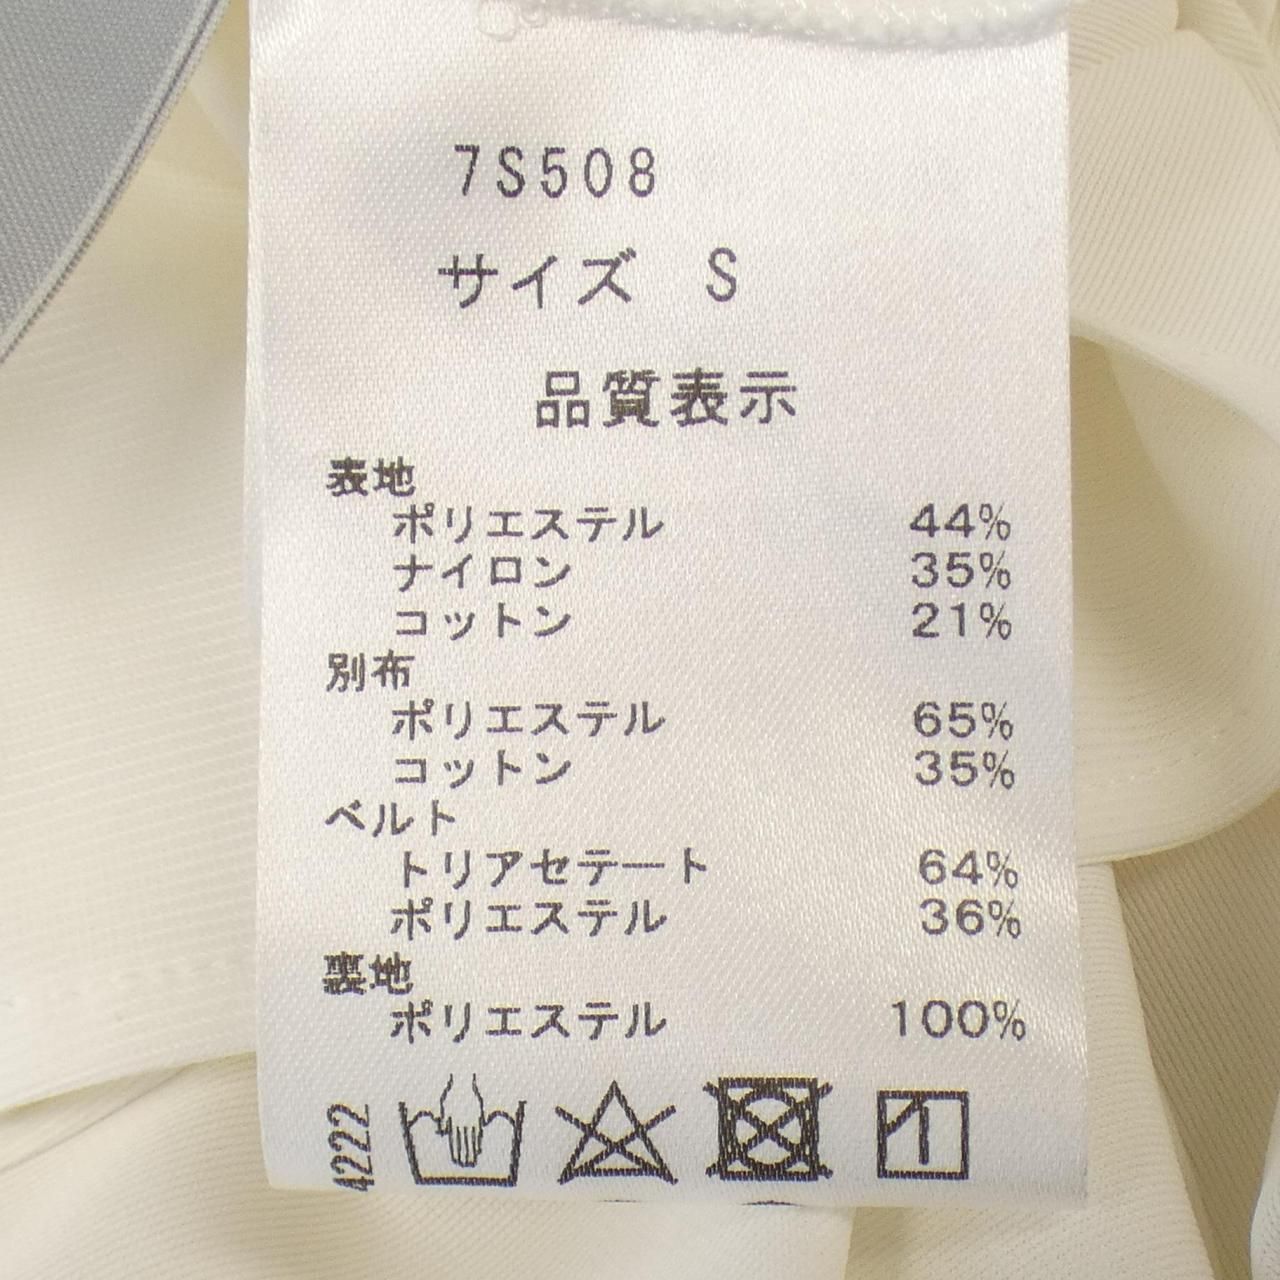 7S508
サイズ S
品質表示
表地
ポリエステル 44%
ナイロン 35%
コットン 21%
別布
ポリエステル 65%
コットン 35%
ベルト
トリアセテート 64%
ポリエステル 36%
裏地
ポリエステル 100%
4222